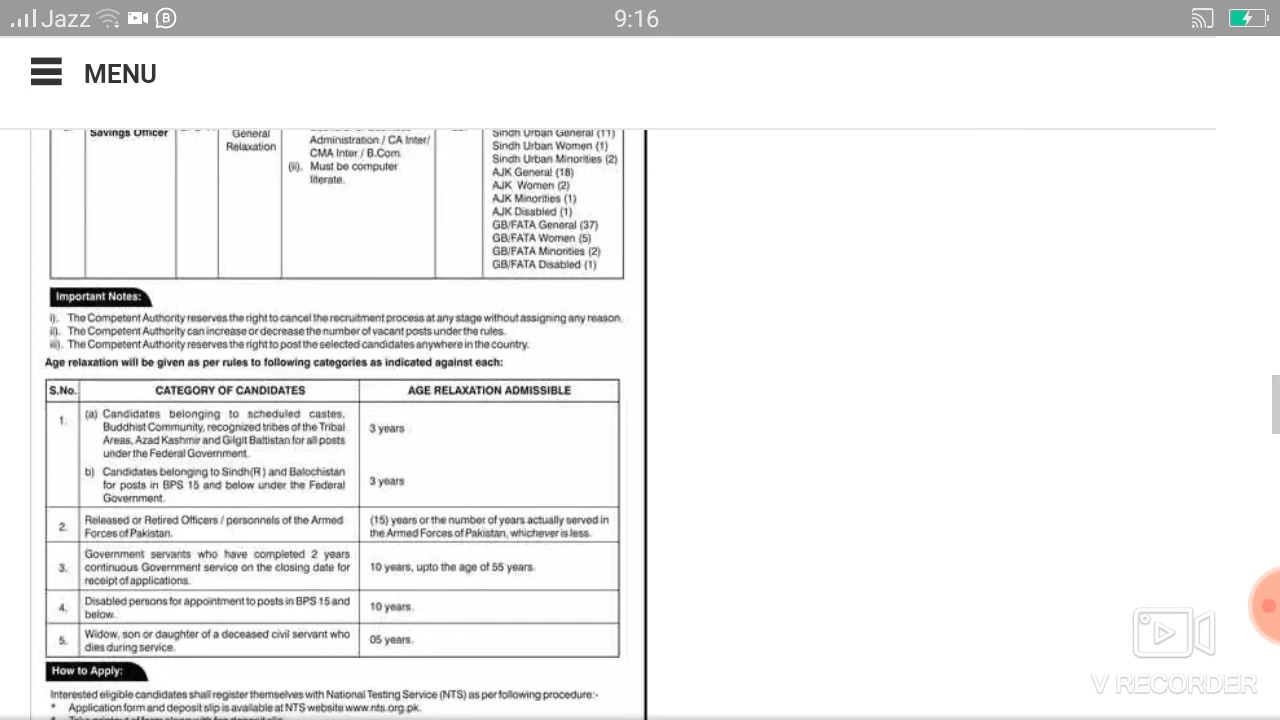 Jazz
9:16
MENU
Savings Officer
General
Relaxation
Administration / CA Inter/
CMA Inter / B.Com.
(ii). Must be computer
literate.
Sindh Urban General (11)
Sindh Urban Women (1)
Sindh Urban Minorities (2)
AJK General (18)
AJK Women (2)
AJK Minorities (1)
AJK Disabled (1)
GB/FATA General (37)
GB/FATA Women (5)
GB/FATA Minorities (2)
GB/FATA Disabled (1)
Important Notes:
i). The Competent Authority reserves the right to cancel the recruitment process at any stage without assigning any reason.
ii). The Competent Authority can increase or decrease the number of vacant posts under the rules.
iii). The Competent Authority reserves the right to post the selected candidates anywhere in the country.
Age relaxation will be given as per rules to following categories as indicated against each:
S.No. CATEGORY OF CANDIDATES AGE RELAXATION ADMISSIBLE
1. (a) Candidates belonging to scheduled castes,
Buddhist Community, recognized tribes of the Tribal
Areas, Azad Kashmir and Gilgit Baltistan for all posts
under the Federal Government.
3 years
b) Candidates belonging to Sindh(R) and Balochistan
for posts in BPS 15 and below under the Federal
Government.
3 years
2. Released or Retired Officers / personnels of the Armed
Forces of Pakistan.
(15) years or the number of years actually served in
the Armed Forces of Pakistan, whichever is less.
3. Government servants who have completed 2 years
continuous Government service on the closing date for
receipt of applications.
10 years, upto the age of 55 years.
4. Disabled persons for appointment to posts in BPS 15 and
below.
10 years.
5. Widow, son or daughter of a deceased civil servant who
dies during service.
05 years.
How to Apply:
Interested eligible candidates shall register themselves with National Testing Service (NTS) as per following procedure:-
* Application form and deposit slip is available at NTS website www.nts.org.pk.
V RECORDER